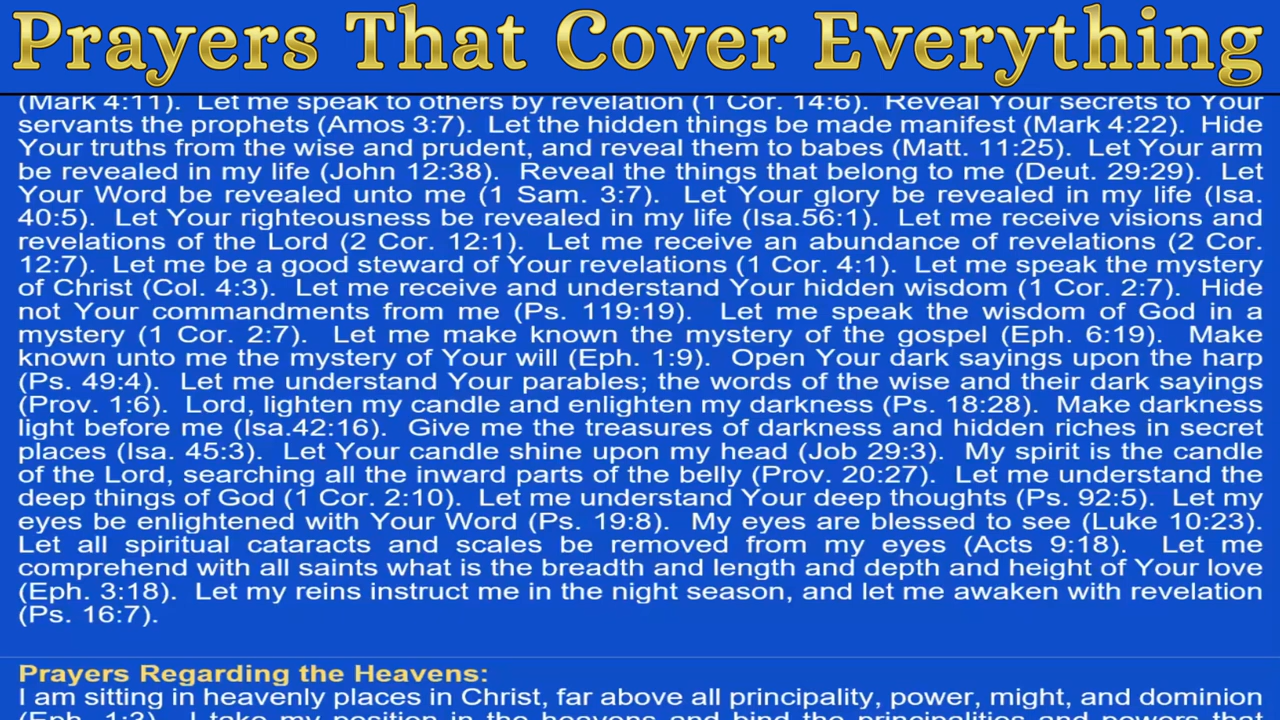 Prayers That Cover Everything
(Mark 4:11).  Let me speak to others by revelation (1 Cor. 14:6).  Reveal Your secrets to Your
servants the prophets (Amos 3:7).  Let the hidden things be made manifest (Mark 4:22).  Hide
Your truths from the wise and prudent, and reveal them to babes (Matt. 11:25).  Let Your arm
be revealed in my life (John 12:38).  Reveal the things that belong to me (Deut. 29:29).  Let
Your Word be revealed unto me (1 Sam. 3:7).  Let Your glory be revealed in my life (Isa.
40:5).  Let Your righteousness be revealed in my life (Isa.56:1).  Let me receive visions and
revelations of the Lord (2 Cor. 12:1).  Let me receive an abundance of revelations (2 Cor.
12:7).  Let me be a good steward of Your revelations (1 Cor. 4:1).  Let me speak the mystery
of Christ (Col. 4:3).  Let me receive and understand Your hidden wisdom (1 Cor. 2:7).  Hide
not Your commandments from me (Ps. 119:19).  Let me speak the wisdom of God in a
mystery (1 Cor. 2:7).  Let me make known the mystery of the gospel (Eph. 6:19).  Make
known unto me the mystery of Your will (Eph. 1:9).  Open Your dark sayings upon the harp
(Ps. 49:4).  Let me understand Your parables; the words of the wise and their dark sayings
(Prov. 1:6).  Lord, lighten my candle and enlighten my darkness (Ps. 18:28).  Make darkness
light before me (Isa.42:16).  Give me the treasures of darkness and hidden riches in secret
places (Isa. 45:3).  Let Your candle shine upon my head (Job 29:3).  My spirit is the candle
of the Lord, searching all the inward parts of the belly (Prov. 20:27).  Let me understand the
deep things of God (1 Cor. 2:10).  Let me understand Your deep thoughts (Ps. 92:5).  Let my
eyes be enlightened with Your Word (Ps. 19:8).  My eyes are blessed to see (Luke 10:23).
Let all spiritual cataracts and scales be removed from my eyes (Acts 9:18).  Let me
comprehend with all saints what is the breadth and length and depth and height of Your love
(Eph. 3:18).  Let my reins instruct me in the night season, and let me awaken with revelation
(Ps. 16:7).
Prayers Regarding the Heavens:
I am sitting in heavenly places in Christ, far above all principality, power, might, and dominion
(Eph. 1:3).  I take my position in the heavens and bind the principalities and powers that